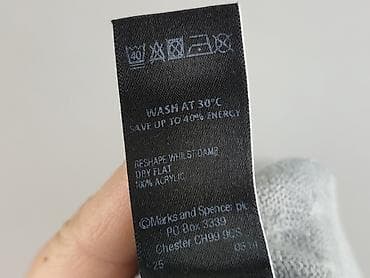 40
WASH AT 30°C
SAVE UP TO 40% ENERGY
RESHAPE WHILST DAMP
DRY FLAT
100% ACRYLIC
©Marks and Spencer plc
PO Box 3339
Chester CH99 9QS
25